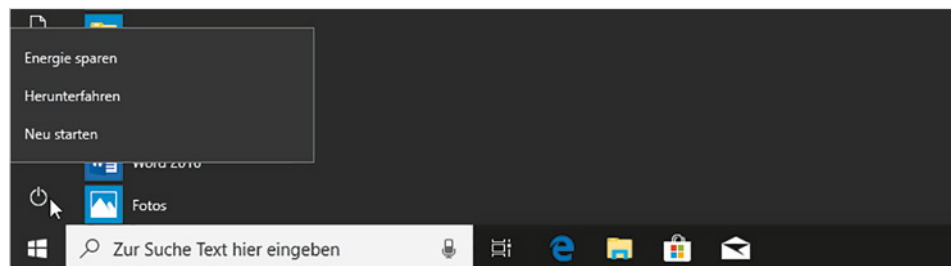 Energie sparen
Herunterfahren
Neu starten
Word 2016
Fotos
Zur Suche Text hier eingeben